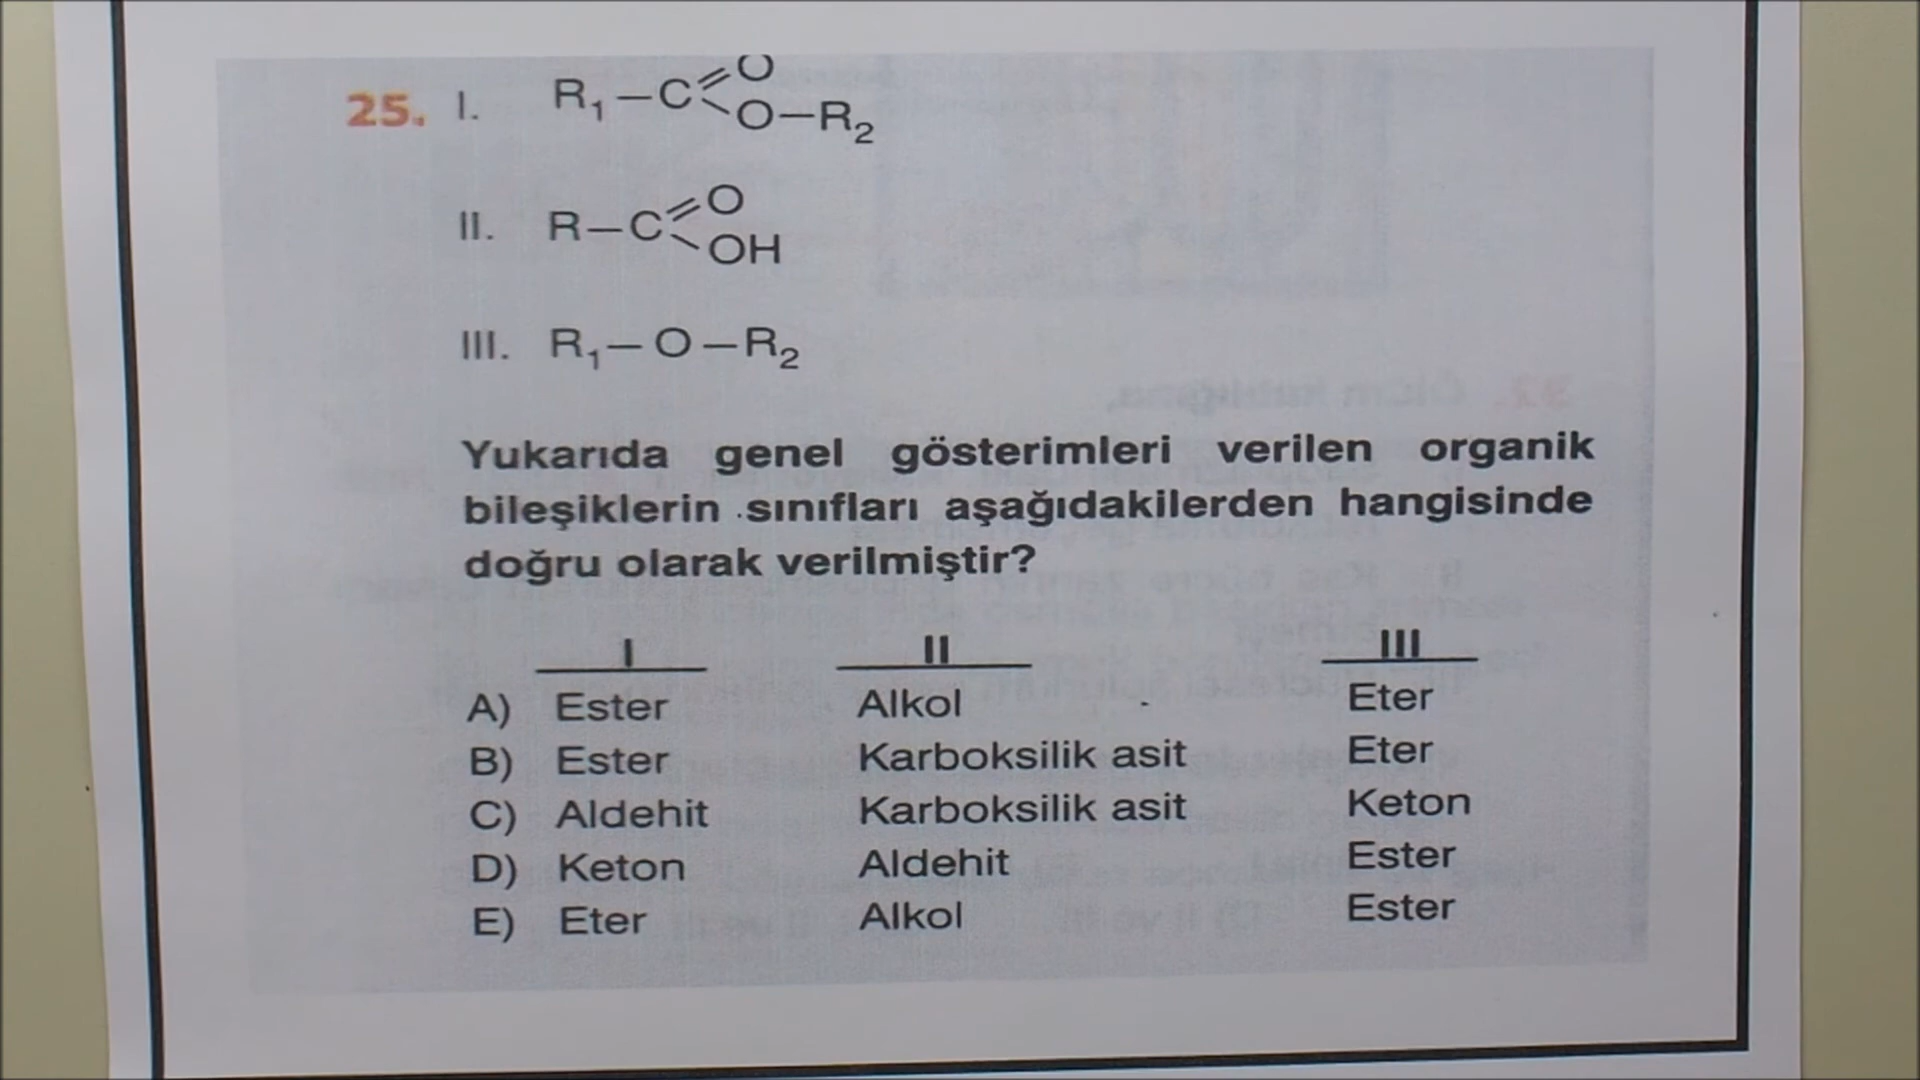 25. I. R₁—C=O O—R₂
II. R—C=O OH
III. R₁—O—R₂
Yukarıda genel gösterimleri verilen organik
bileşiklerin sınıfları aşağıdakilerden hangisinde
doğru olarak verilmiştir?
I II III
A) Ester Alkol Eter
B) Ester Karboksilik asit Eter
C) Aldehit Karboksilik asit Keton
D) Keton Aldehit Ester
E) Eter Alkol Ester